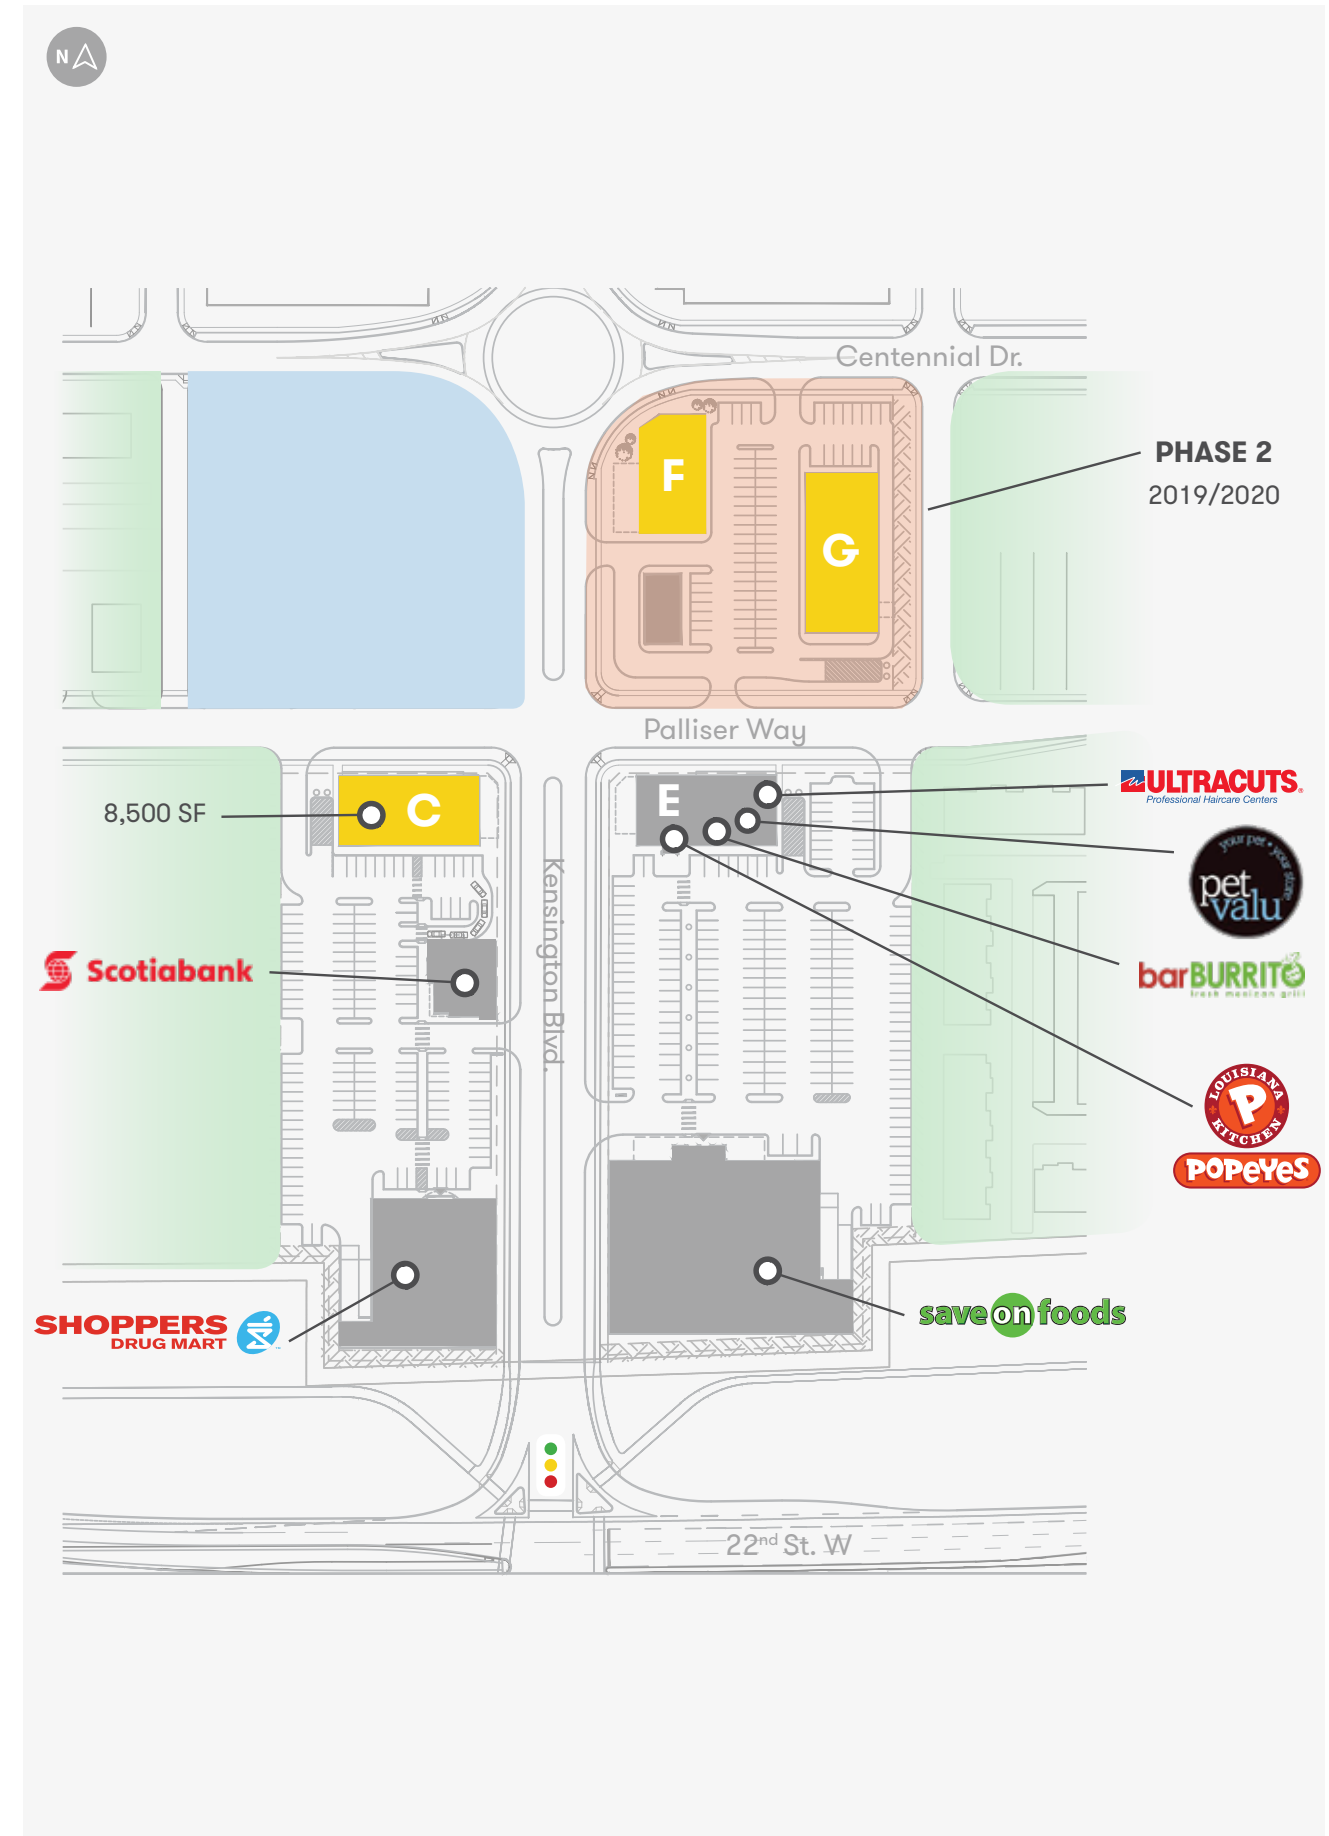 N
Centennial Dr.
PHASE 2
2019/2020
F
G
Palliser Way
8,500 SF
C
E
ULTRACUTS®
Professional Haircare Centers
your pet • your store
pet
valu
Kensington Blvd.
Scotiabank
barBURRITO
fresh mexican grill
LOUISIANA
P
KITCHEN
POPEYES
SHOPPERS
DRUG MART
save on foods
22nd St. W